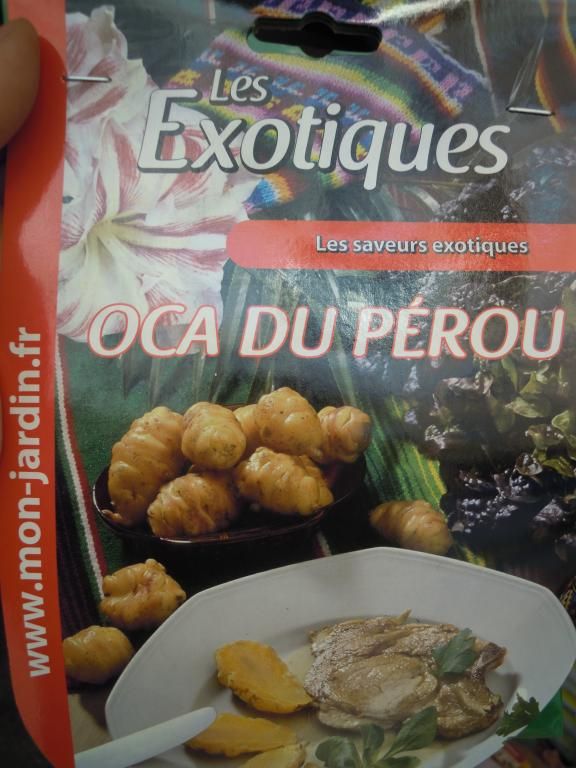 Les
Exotiques
Les saveurs exotiques
OCA DU PÉROU
www.mon-jardin.fr